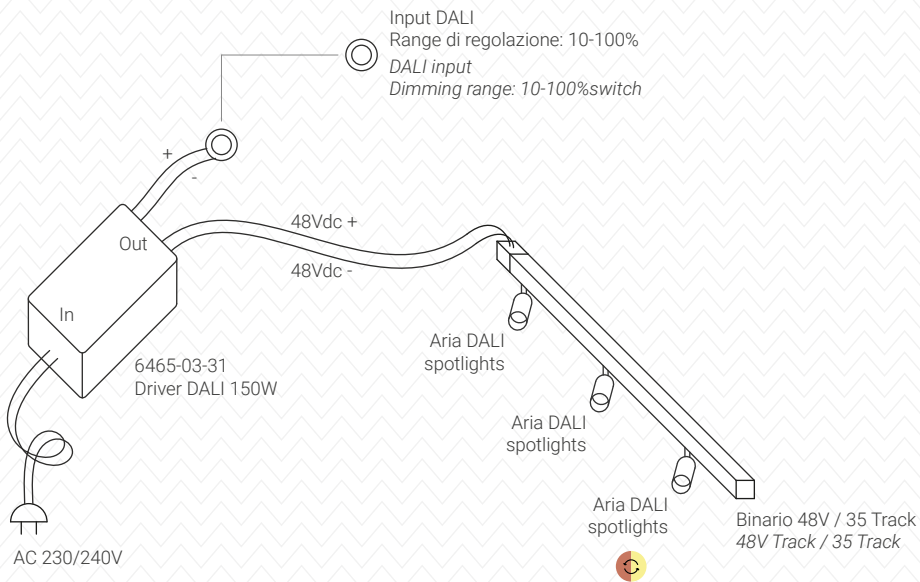 Input DALI
Range di regolazione: 10-100%
DALI input
Dimming range: 10-100%switch
+
-
Out
48Vdc +
48Vdc -
In
6465-03-31
Driver DALI 150W
Aria DALI
spotlights
Aria DALI
spotlights
Aria DALI
spotlights
Binario 48V / 35 Track
48V Track / 35 Track
AC 230/240V